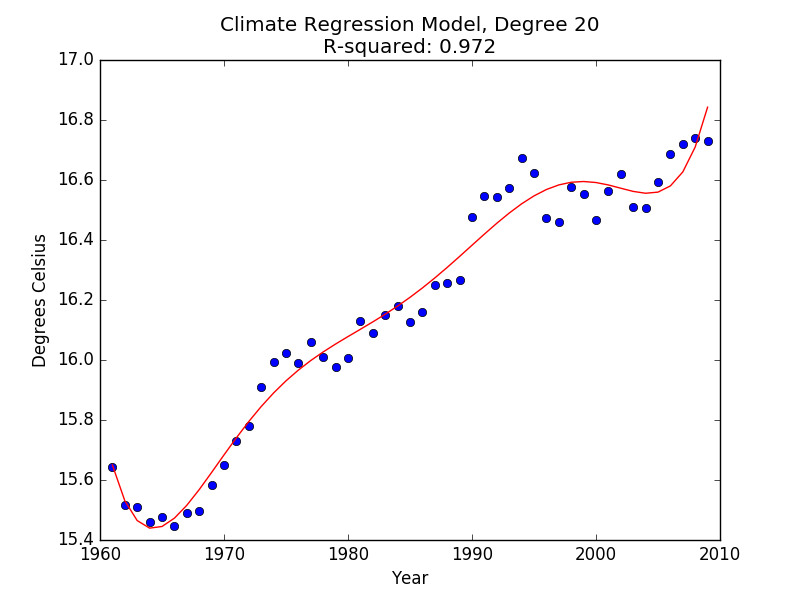 Climate Regression Model, Degree 20
R-squared: 0.972
17.0
16.8
16.6
16.4
16.2
16.0
15.8
15.6
15.4
Degrees Celsius
1960 1970 1980 1990 2000 2010
Year